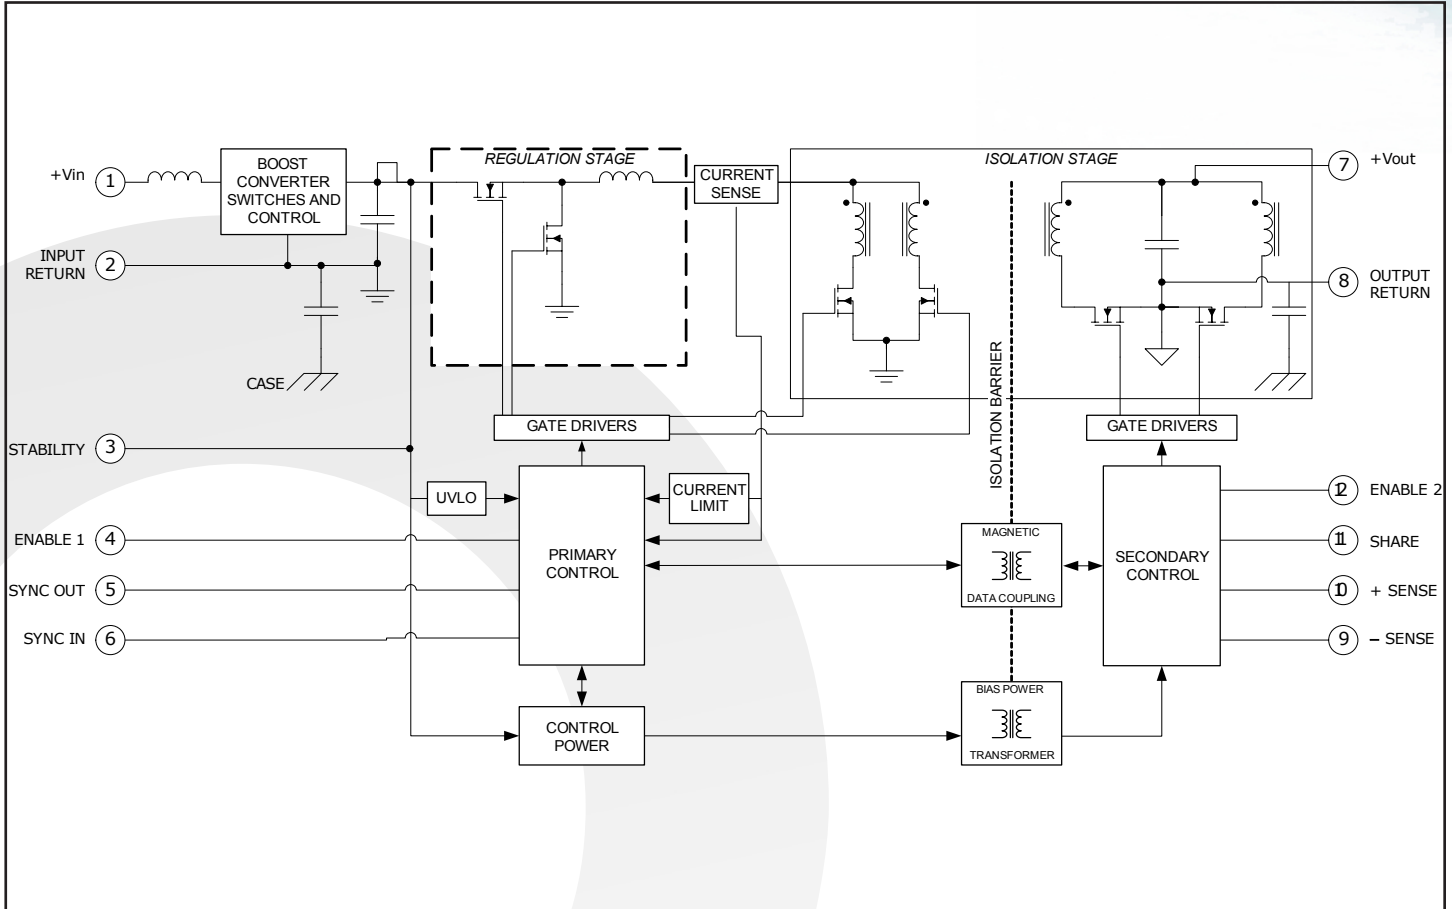 REGULATION STAGE
ISOLATION STAGE
+Vin
1
BOOST
CONVERTER
SWITCHES AND
CONTROL
CURRENT
SENSE
7
+Vout
INPUT
RETURN
2
8
OUTPUT
RETURN
CASE
ISOLATION BARRIER
STABILITY
3
GATE DRIVERS
GATE DRIVERS
UVLO
CURRENT
LIMIT
12
ENABLE 2
ENABLE 1
4
PRIMARY
CONTROL
MAGNETIC
DATA COUPLING
SECONDARY
CONTROL
11
SHARE
SYNC OUT
5
10
+ SENSE
SYNC IN
6
9
– SENSE
CONTROL
POWER
BIAS POWER
TRANSFORMER